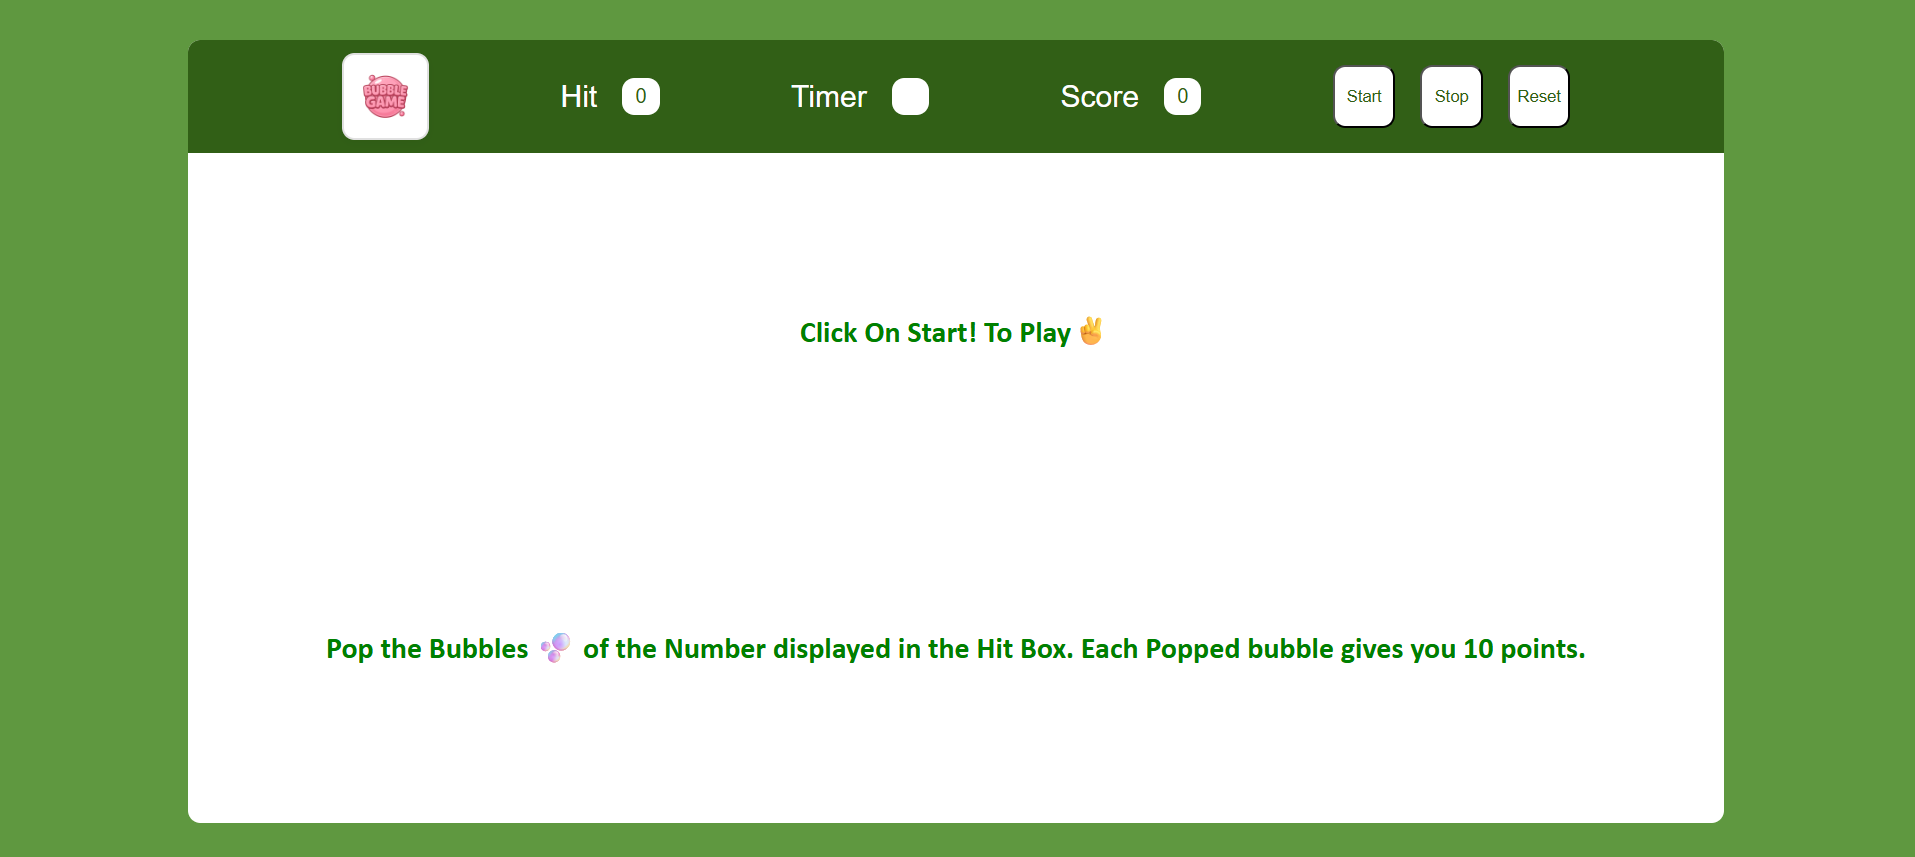 BUBBLE
GAME
Hit 0 Timer Score 0 Start Stop Reset
Click On Start! To Play✌
Pop the Bubbles 🫧 of the Number displayed in the Hit Box. Each Popped bubble gives you 10 points.